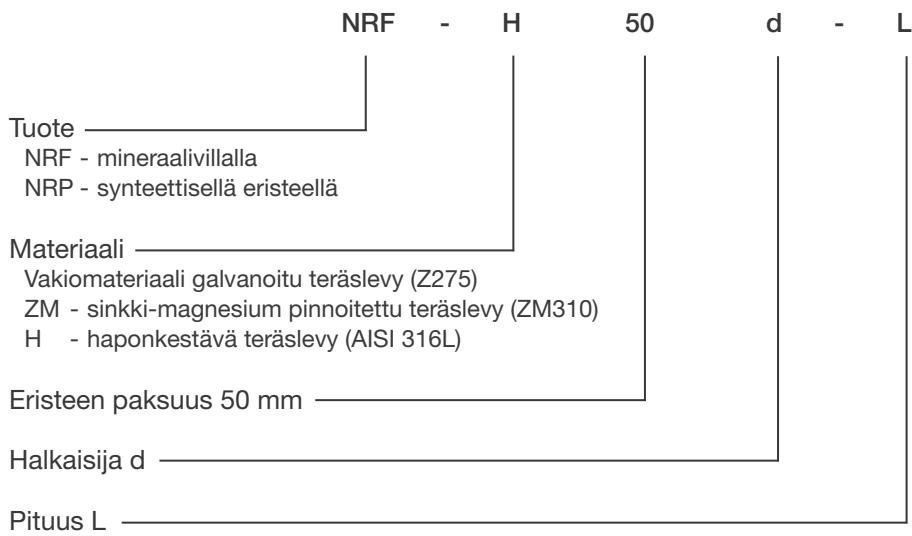 NRF - H 50 d - L
Tuote
NRF - mineraalivillalla
NRP - synteettisellä eristeellä
Materiaali
Vakiomateriaali galvanoitu teräslevy (Z275)
ZM - sinkki-magnesium pinnoitettu teräslevy (ZM310)
H - haponkestävä teräslevy (AISI 316L)
Eristeen paksuus 50 mm
Halkaisija d
Pituus L